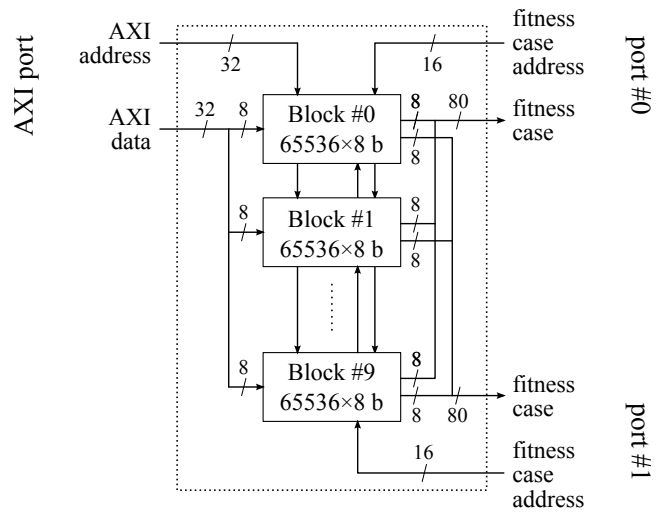 AXI port
AXI
address
32
16
fitness
case
address
port #0
AXI
data
32
8
Block #0
65536×8 b
8
8
80
fitness
case
8
Block #1
65536×8 b
8
8
8
Block #9
65536×8 b
8
8
80
fitness
case
port #1
16
fitness
case
address